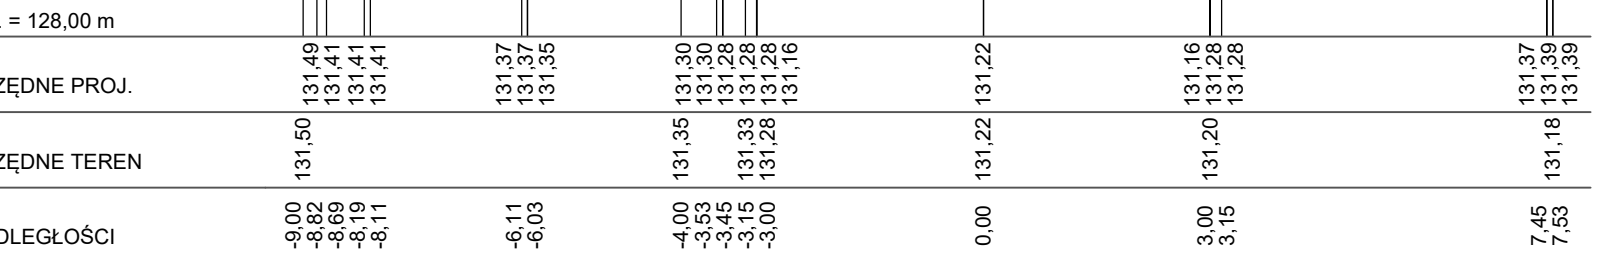 = 128,00 m
ZĘDNE PROJ. 131,49 131,41 131,41 131,41 131,37 131,37 131,35 131,30 131,30 131,28 131,28 131,28 131,16 131,22 131,16 131,28 131,28 131,37 131,39 131,39
ZĘDNE TEREN 131,50 131,35 131,33 131,28 131,22 131,20 131,18
DLEGŁOŚCI -9,00 -8,82 -8,69 -8,19 -8,11 -6,11 -6,03 -4,00 -3,53 -3,45 -3,15 -3,00 0,00 3,00 3,15 7,45 7,53